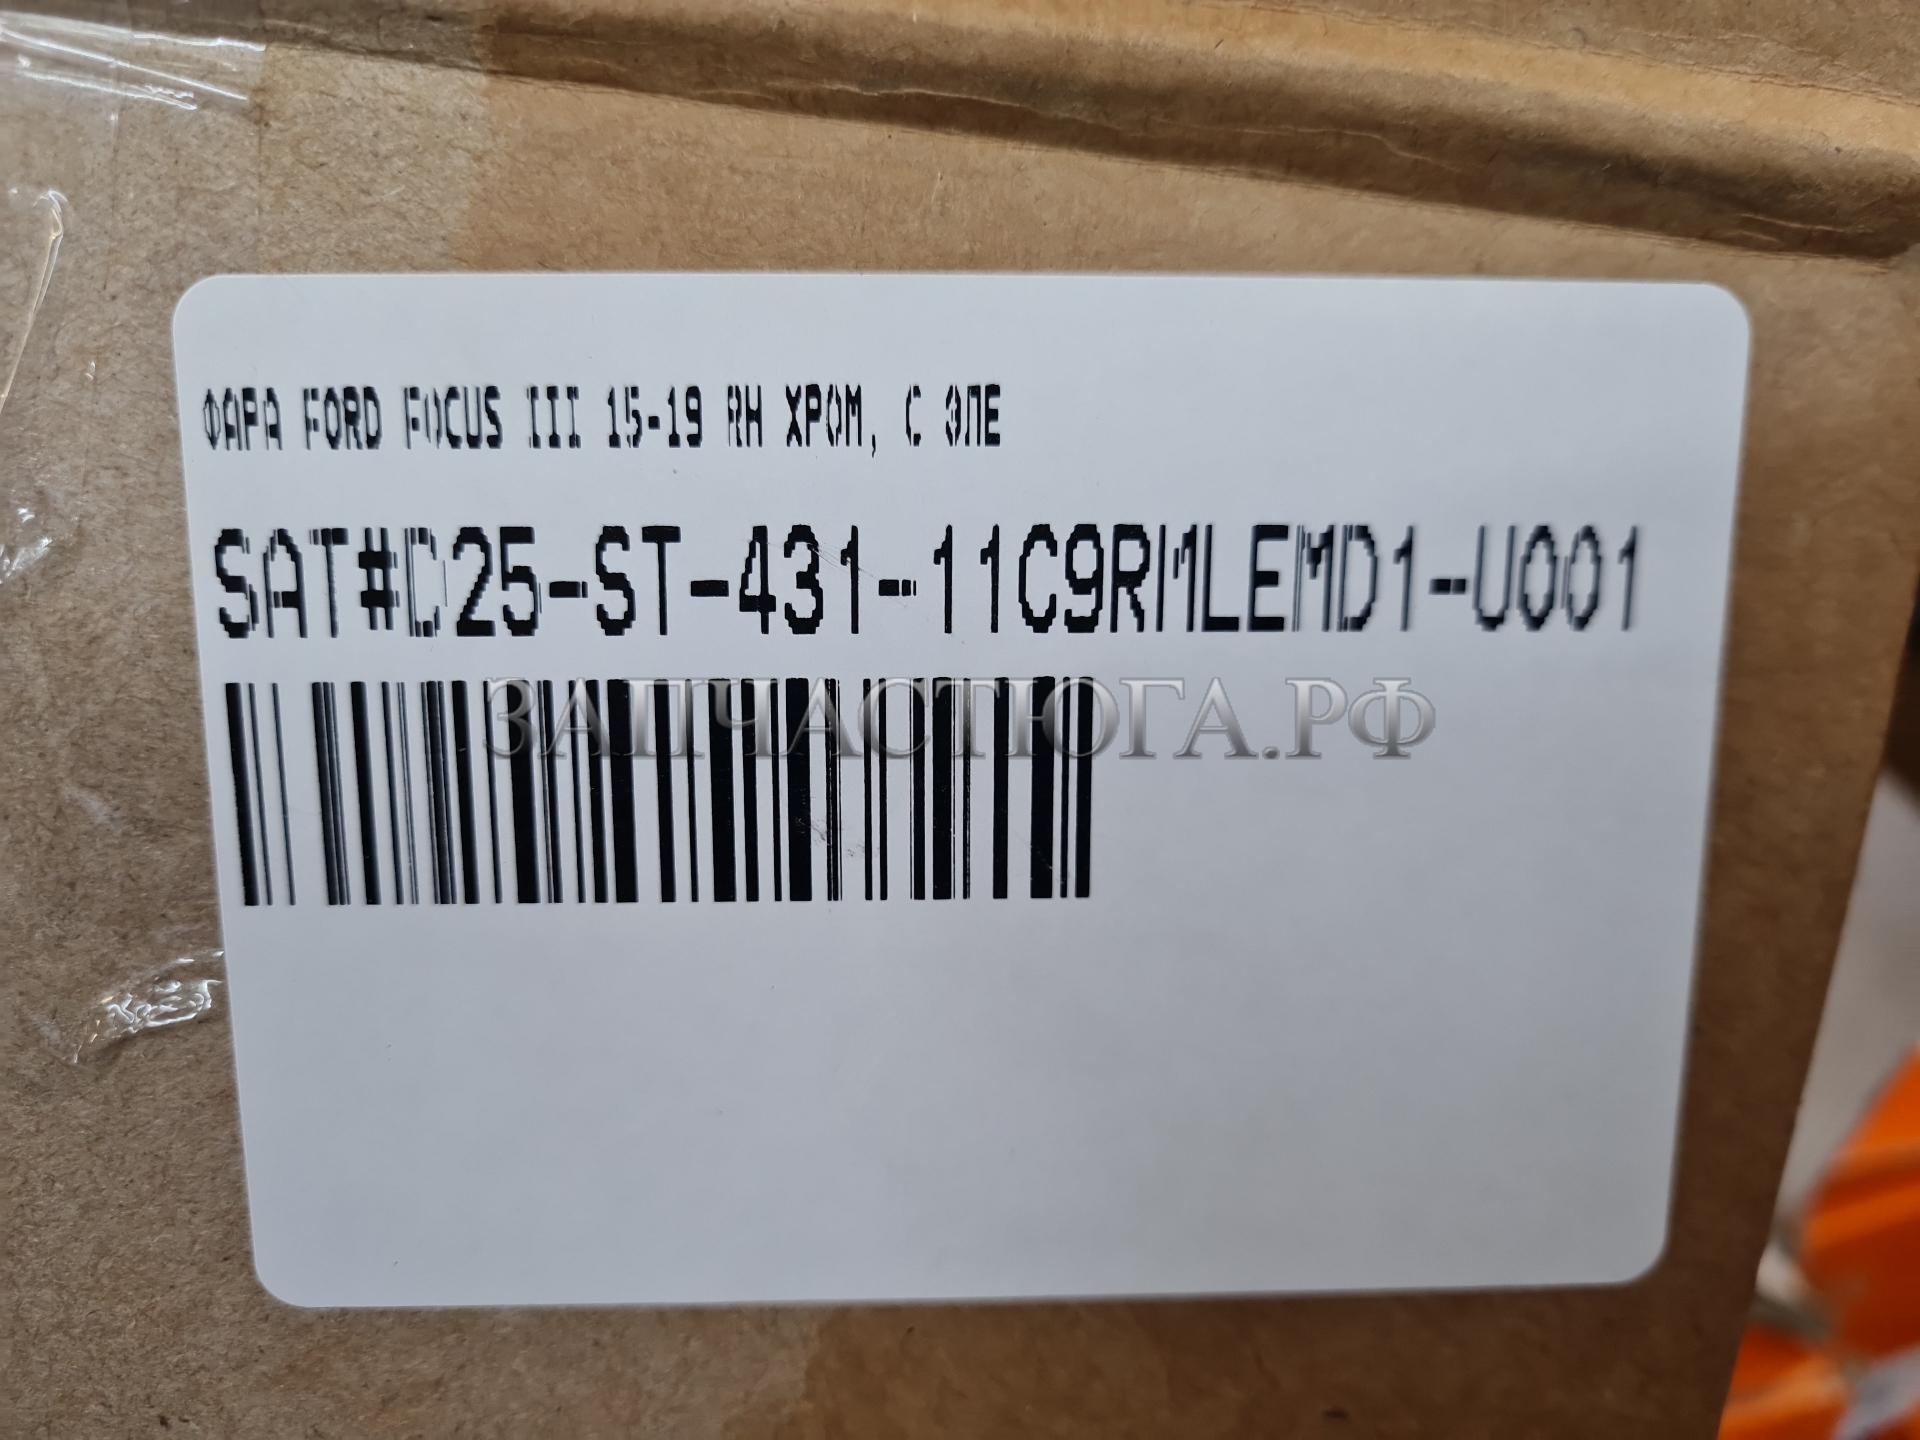 ФАРА FORD FOCUS III 15-19 RH ХРОМ, С ЭЛЕ
SAT#D25-ST-431-11C9RMLEMD1-U001
ЗАПЧАСТЮГА.РФ